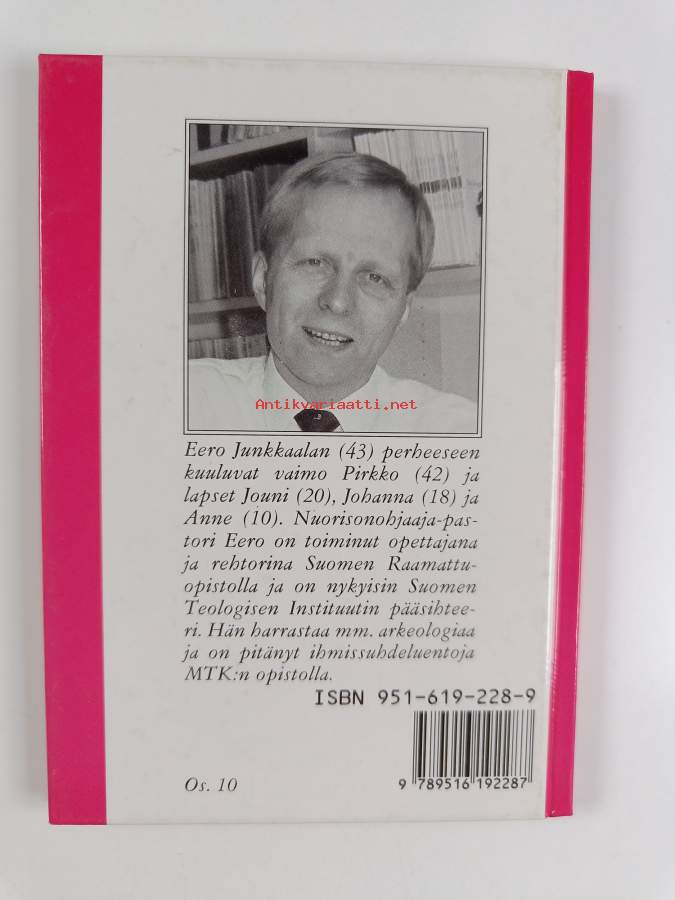 Antikvariaatti.net
Eero Junkkaalan (43) perheeseen
kuuluvat vaimo Pirkko (42) ja
lapset Jouni (20), Johanna (18) ja
Anne (10). Nuorisonohjaaja-pas-
tori Eero on toiminut opettajana
ja rehtorina Suomen Raamattu-
opistolla ja on nykyisin Suomen
Teologisen Instituutin pääsihtee-
ri. Hän harrastaa mm. arkeologiaa
ja on pitänyt ihmissuhdeluentoja
MTK:n opistolla.
ISBN 951-619-228-9
Os. 10
9 789516 192287